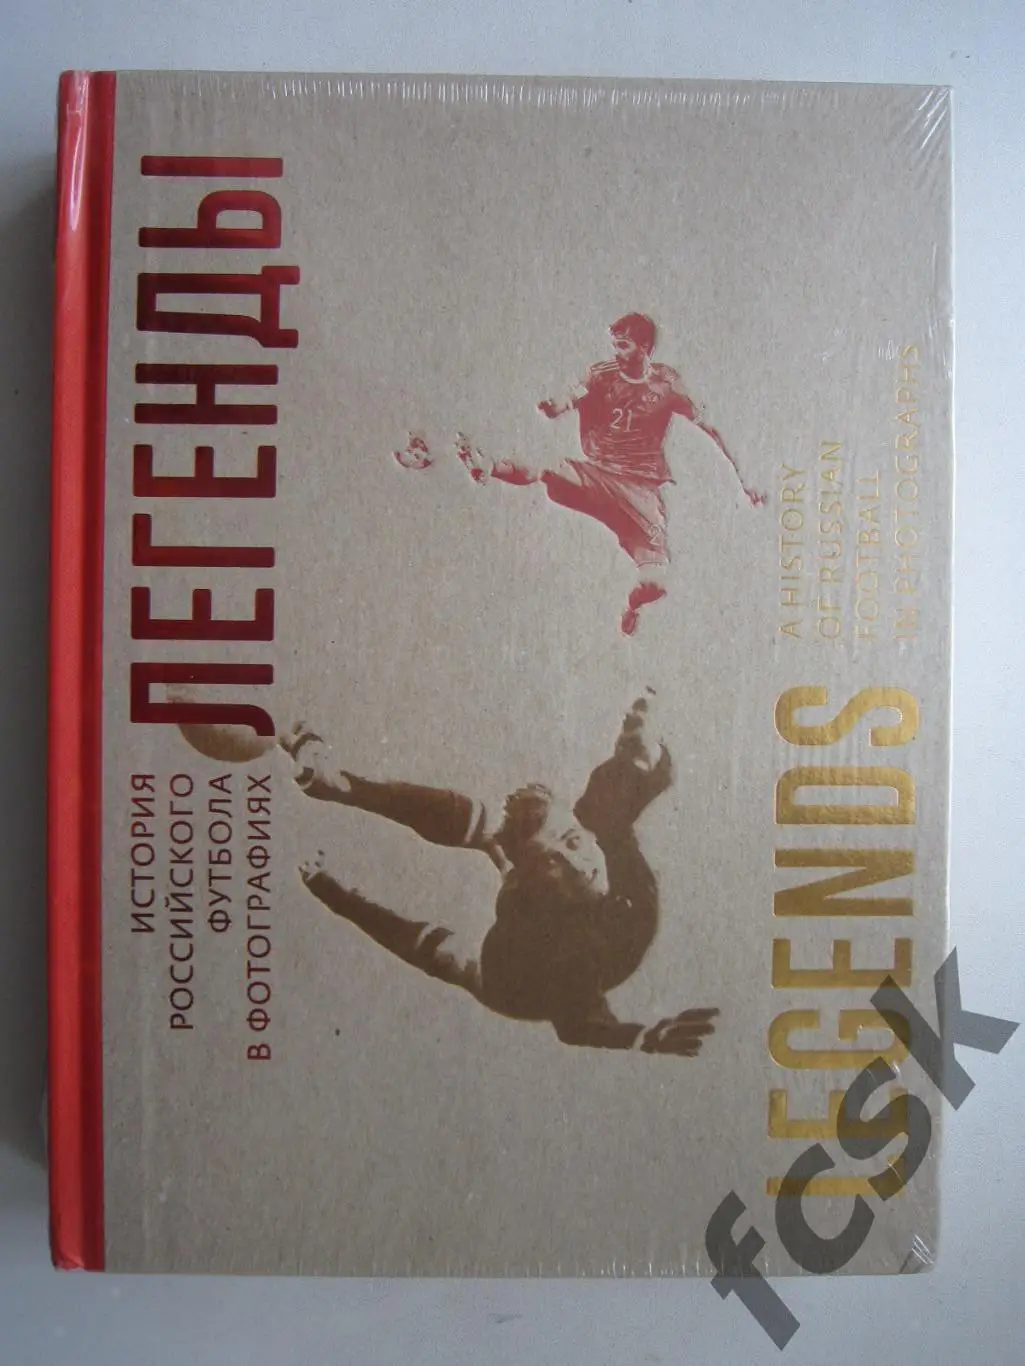 ИСТОРИЯ
РОССИЙСКОГО
ФУТБОЛА
В ФОТОГРАФИЯХ
ЛЕГЕНДЫ
21
LEGENDS
A HISTORY
OF RUSSIAN
FOOTBALL
IN PHOTOGRAPHS
fcsk